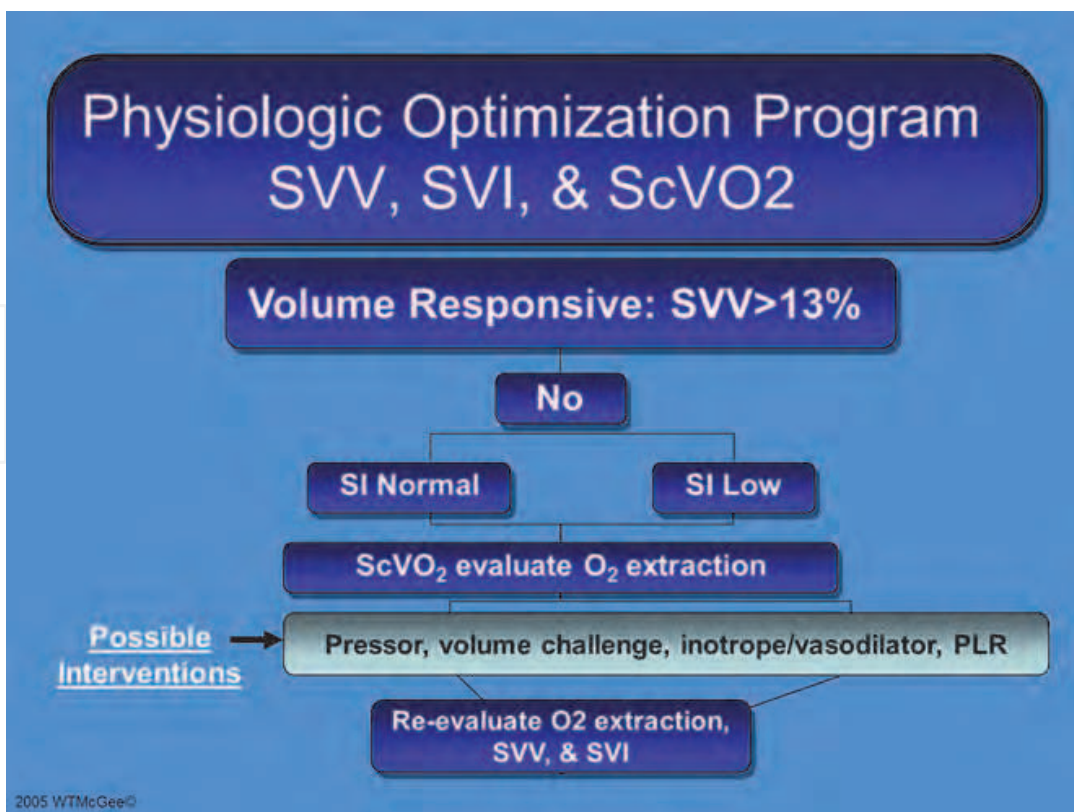 Physiologic Optimization Program
SVV, SVI, & ScVO2
Volume Responsive: SVV>13%
No
SI Normal
SI Low
ScVO₂ evaluate O₂ extraction
Possible
Interventions
Pressor, volume challenge, inotrope/vasodilator, PLR
Re-evaluate O2 extraction,
SVV, & SVI
2005 WTMcGee©